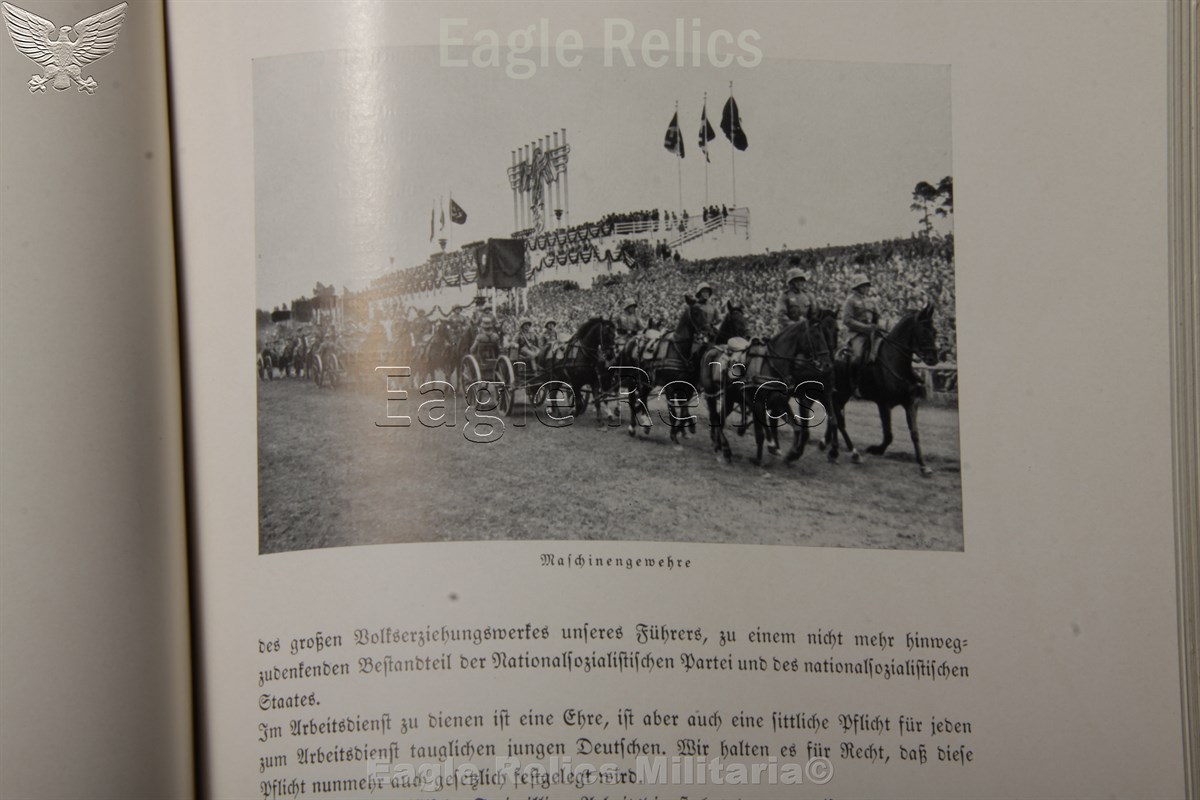 Eagle Relics
Eagle Relics
Maschinengewehre
des großen Volkserziehungswerkes unseres Führers, zu einem nicht mehr hinweg-
zudenkenden Bestandteil der Nationalsozialistischen Partei und des nationalsozialistischen
Staates.
Im Arbeitsdienst zu dienen ist eine Ehre, ist aber auch eine sittliche Pflicht für jeden
zum Arbeitsdienst tauglichen jungen Deutschen. Wir halten es für Recht, daß diese
Pflicht nunmehr auch gesetzlich festgelegt wird.
Eagle Relics Militaria©